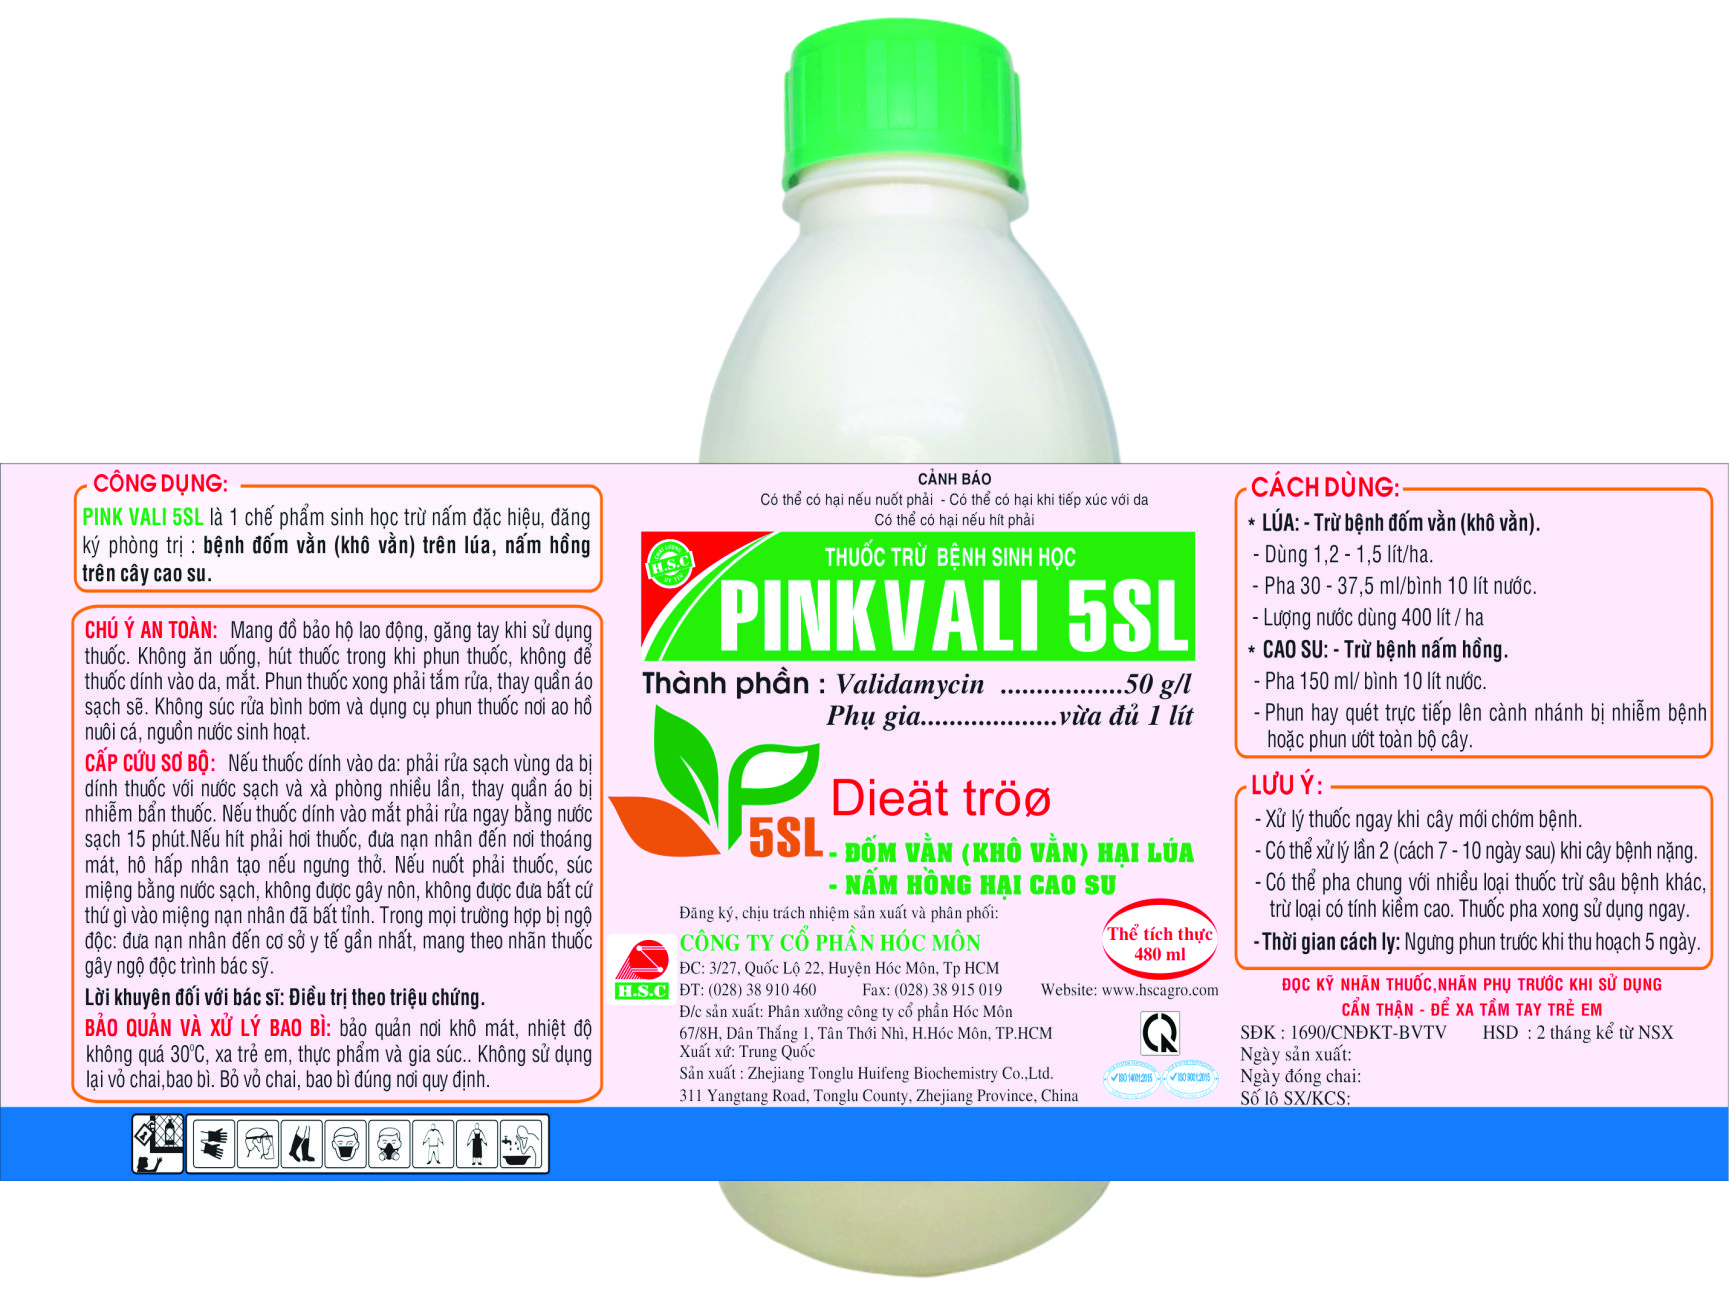 CÔNG DỤNG:
PINK VALI 5SL là 1 chế phẩm sinh học trừ nấm đặc hiệu, đăng
ký phòng trị : bệnh đốm vằn (khô vằn) trên lúa, nấm hồng
trên cây cao su.
CHÚ Ý AN TOÀN: Mang đồ bảo hộ lao động, găng tay khi sử dụng
thuốc. Không ăn uống, hút thuốc trong khi phun thuốc, không để
thuốc dính vào da, mắt. Phun thuốc xong phải tắm rửa, thay quần áo
sạch sẽ. Không súc rửa bình bơm và dụng cụ phun thuốc nơi ao hồ
nuôi cá, nguồn nước sinh hoạt.
CẤP CỨU SƠ BỘ: Nếu thuốc dính vào da: phải rửa sạch vùng da bị
dính thuốc với nước sạch và xà phòng nhiều lần, thay quần áo bị
nhiễm bẩn thuốc. Nếu thuốc dính vào mắt phải rửa ngay bằng nước
sạch 15 phút.Nếu hít phải hơi thuốc, đưa nạn nhân đến nơi thoáng
mát, hô hấp nhân tạo nếu ngưng thở. Nếu nuốt phải thuốc, súc
miệng bằng nước sạch, không được gây nôn, không được đưa bất cứ
thứ gì vào miệng nạn nhân đã bất tỉnh. Trong mọi trường hợp bị ngộ
độc: đưa nạn nhân đến cơ sở y tế gần nhất, mang theo nhãn thuốc
gây ngộ độc trình bác sỹ.
Lời khuyên đối với bác sĩ: Điều trị theo triệu chứng.
BẢO QUẢN VÀ XỬ LÝ BAO BÌ: bảo quản nơi khô mát, nhiệt độ
không quá 30°C, xa trẻ em, thực phẩm và gia súc.. Không sử dụng
lại vỏ chai,bao bì. Bỏ vỏ chai, bao bì đúng nơi quy định.
CẢNH BÁO
Có thể có hại nếu nuốt phải - Có thể có hại khi tiếp xúc với da
Có thể có hại nếu hít phải
CHẤT LƯỢNG
H.S.C
UY TÍN
THUỐC TRỪ BỆNH SINH HỌC
PINKVALI 5SL
Thành phần : Validamycin .................50 g/l
Phụ gia...................vừa đủ 1 lít
5SL
Dieät tröø
- ĐỐM VẰN (KHÔ VẰN) HẠI LÚA
- NẤM HỒNG HẠI CAO SU
Đăng ký, chịu trách nhiệm sản xuất và phân phối:
CÔNG TY CỔ PHẦN HÓC MÔN
H.S.C
ĐC: 3/27, Quốc Lộ 22, Huyện Hóc Môn, Tp HCM
ĐT: (028) 38 910 460 Fax: (028) 38 915 019 Website: www.hscagro.com
Đ/c sản xuất: Phân xưởng công ty cổ phần Hóc Môn
67/8H, Dân Thắng 1, Tân Thới Nhì, H.Hóc Môn, TP.HCM
Xuất xứ: Trung Quốc
Sản xuất : Zhejiang Tonglu Huifeng Biochemistry Co.,Ltd.
311 Yangtang Road, Tonglu County, Zhejiang Province, China
Thể tích thực
480 ml
ISO 14001:2015
ISO 9001:2015
CÁCH DÙNG:
* LÚA: - Trừ bệnh đốm vằn (khô vằn).
- Dùng 1,2 - 1,5 lít/ha.
- Pha 30 - 37,5 ml/bình 10 lít nước.
- Lượng nước dùng 400 lít / ha
* CAO SU: - Trừ bệnh nấm hồng.
- Pha 150 ml/ bình 10 lít nước.
- Phun hay quét trực tiếp lên cành nhánh bị nhiễm bệnh
hoặc phun ướt toàn bộ cây.
LƯU Ý:
- Xử lý thuốc ngay khi cây mới chớm bệnh.
- Có thể xử lý lần 2 (cách 7 - 10 ngày sau) khi cây bệnh nặng.
- Có thể pha chung với nhiều loại thuốc trừ sâu bệnh khác,
trừ loại có tính kiềm cao. Thuốc pha xong sử dụng ngay.
- Thời gian cách ly: Ngưng phun trước khi thu hoạch 5 ngày.
ĐỌC KỸ NHÃN THUỐC,NHÃN PHỤ TRƯỚC KHI SỬ DỤNG
CẨN THẬN - ĐỂ XA TẦM TAY TRẺ EM
SĐK : 1690/CNĐKT-BVTV HSD : 2 tháng kể từ NSX
Ngày sản xuất:
Ngày đóng chai:
Số lô SX/KCS: